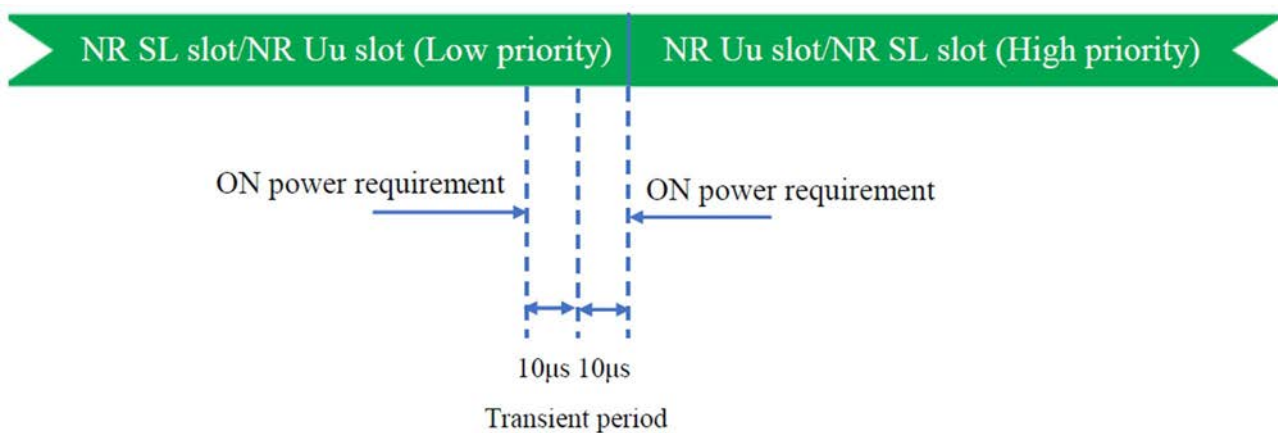 NR SL slot/NR Uu slot (Low priority)
NR Uu slot/NR SL slot (High priority)
ON power requirement
ON power requirement
10μs 10μs
Transient period